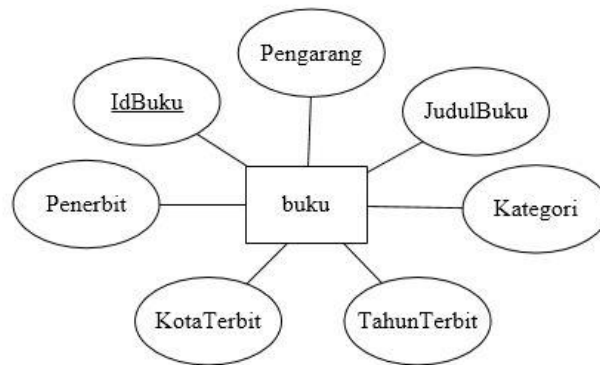 Pengarang
IdBuku
JudulBuku
Penerbit
buku
Kategori
KotaTerbit
TahunTerbit